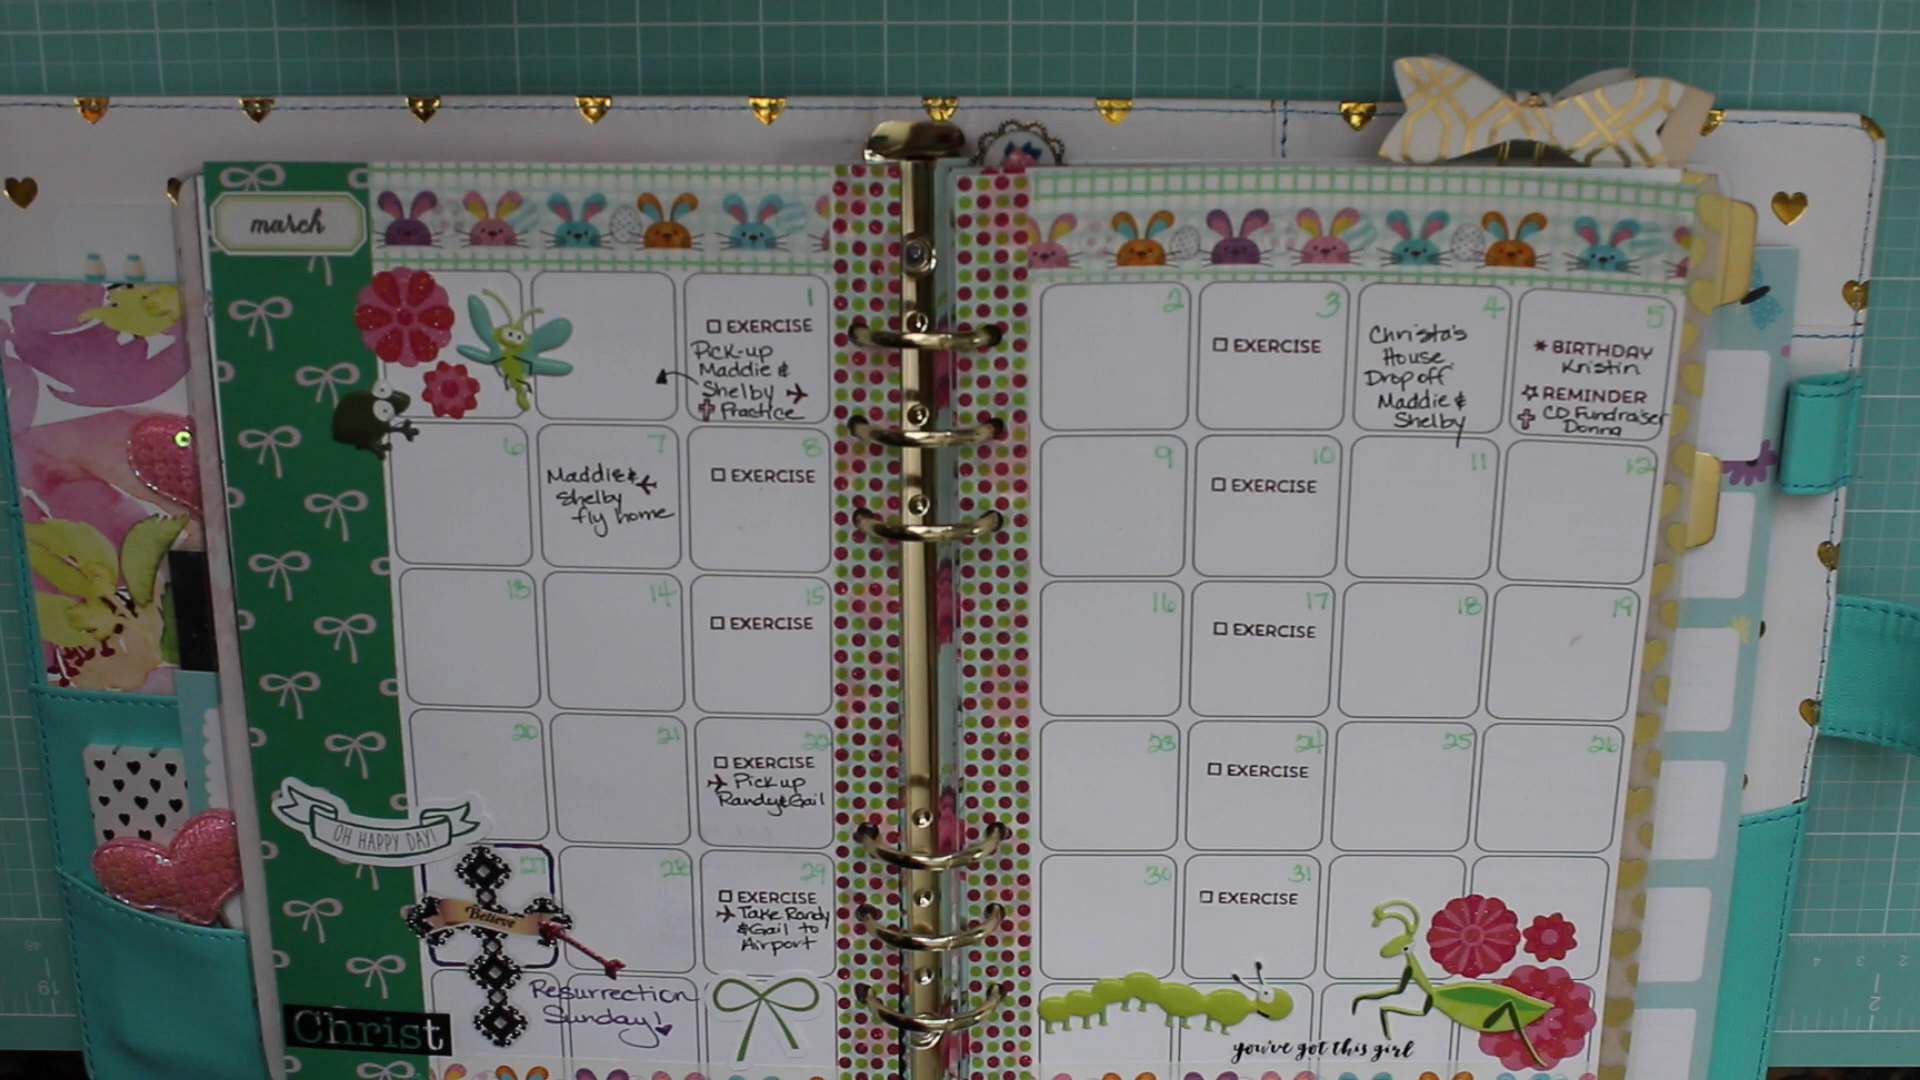 march
1
EXERCISE
Pick-up
Maddie &
Shelby
Practice
2
3
EXERCISE
4
Christa's
House
Drop off
Maddie &
Shelby
5
* BIRTHDAY
Kristin
REMINDER
CD Fundraiser
Donna
6
7
Maddie &
Shelby
fly home
8
EXERCISE
9
10
EXERCISE
11
12
13
14
15
EXERCISE
16
17
EXERCISE
18
19
20
21
22
EXERCISE
Pick up
Randy & Gail
23
24
EXERCISE
25
26
OH HAPPY DAY!
27
Believe
28
29
EXERCISE
Take Randy
& Gail to
Airport
30
31
EXERCISE
Christ
Resurrection
Sunday!
you've got this girl